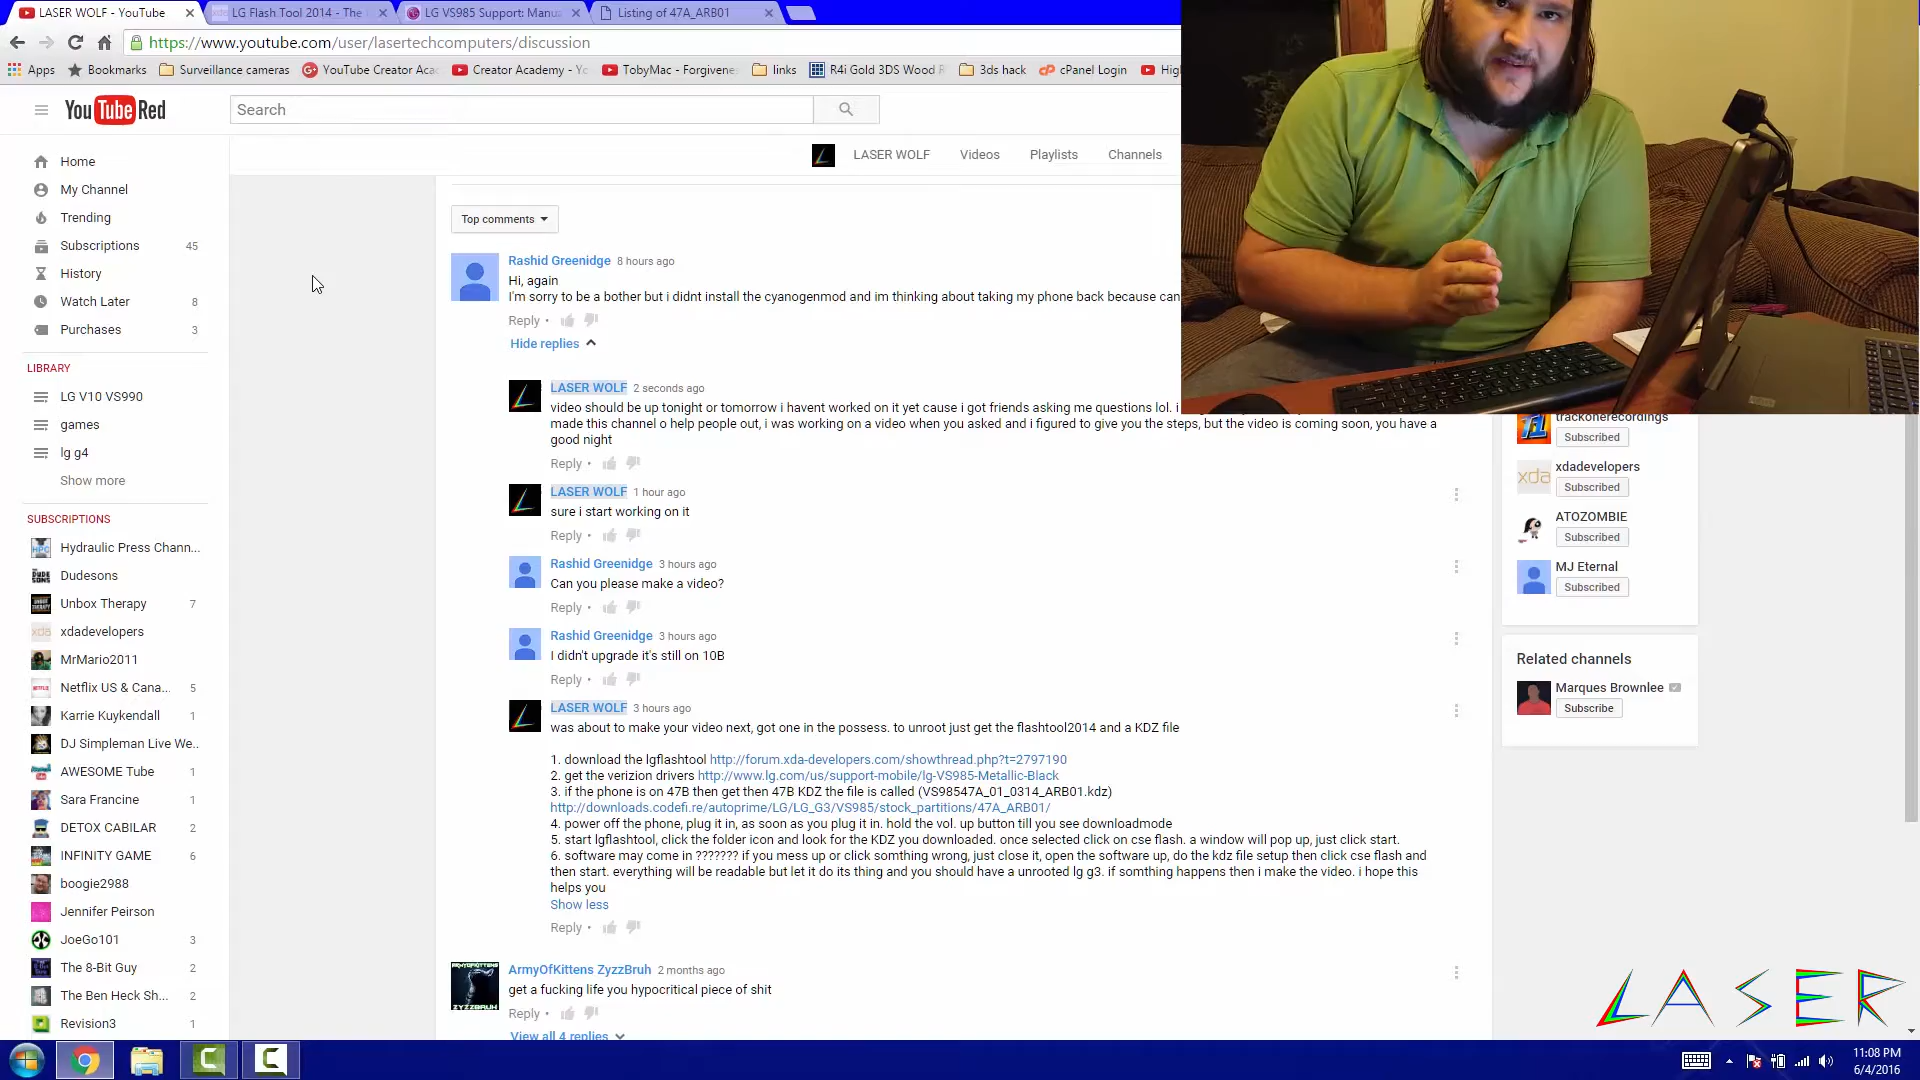 LASER WOLF - YouTube
LG Flash Tool 2014 - The
LG VS985 Support: Manua
Listing of 47A_ARB01
https://www.youtube.com/user/lasertechcomputers/discussion
Apps
Bookmarks
Surveillance cameras
YouTube Creator Aca
Creator Academy - Yo
TobyMac - Forgivene
links
R4i Gold 3DS Wood R
3ds hack
cPanel Login
YouTube Red
Search
LASER WOLF
Videos
Playlists
Channels
Home
My Channel
Trending
Subscriptions 45
History
Watch Later 8
Purchases 3
LIBRARY
LG V10 VS990
games
lg g4
Show more
SUBSCRIPTIONS
Hydraulic Press Chann...
Dudesons
Unbox Therapy 7
xdadevelopers
MrMario2011
Netflix US & Cana... 5
Karrie Kuykendall 1
DJ Simpleman Live We..
AWESOME Tube 1
Sara Francine 1
DETOX CABILAR 2
INFINITY GAME 6
boogie2988
Jennifer Peirson
JoeGo101 3
The 8-Bit Guy 2
The Ben Heck Sh... 2
Revision3 1
Top comments
Rashid Greenidge 8 hours ago
Hi, again
I'm sorry to be a bother but i didnt install the cyanogenmod and im thinking about taking my phone back because can
Reply
Hide replies
LASER WOLF 2 seconds ago
video should be up tonight or tomorrow i havent worked on it yet cause i got friends asking me questions lol. i
made this channel o help people out, i was working on a video when you asked and i figured to give you the steps, but the video is coming soon, you have a
good night
Reply
LASER WOLF 1 hour ago
sure i start working on it
Reply
Rashid Greenidge 3 hours ago
Can you please make a video?
Reply
Rashid Greenidge 3 hours ago
I didn't upgrade it's still on 10B
Reply
LASER WOLF 3 hours ago
was about to make your video next, got one in the possess. to unroot just get the flashtool2014 and a KDZ file
1. download the lgflashtool http://forum.xda-developers.com/showthread.php?t=2797190
2. get the verizion drivers http://www.lg.com/us/support-mobile/lg-VS985-Metallic-Black
3. if the phone is on 47B then get then 47B KDZ the file is called (VS98547A_01_0314_ARB01.kdz)
http://downloads.codefi.re/autoprime/LG/LG_G3/VS985/stock_partitions/47A_ARB01/
4. power off the phone, plug it in, as soon as you plug it in. hold the vol. up button till you see downloadmode
5. start lgflashtool, click the folder icon and look for the KDZ you downloaded. once selected click on cse flash. a window will pop up, just click start.
6. software may come in ??????? if you mess up or click somthing wrong, just close it, open the software up, do the kdz file setup then click cse flash and
then start. everything will be readable but let it do its thing and you should have a unrooted lg g3. if somthing happens then i make the video. i hope this
helps you
Show less
Reply
ArmyOfKittens ZyzzBruh 2 months ago
get a fucking life you hypocritical piece of shit
Reply
View all 4 replies
trackonerecordings
Subscribed
xdadevelopers
Subscribed
ATOZOMBIE
Subscribed
MJ Eternal
Subscribed
Related channels
Marques Brownlee
Subscribe
LASER
11:08 PM
6/4/2016